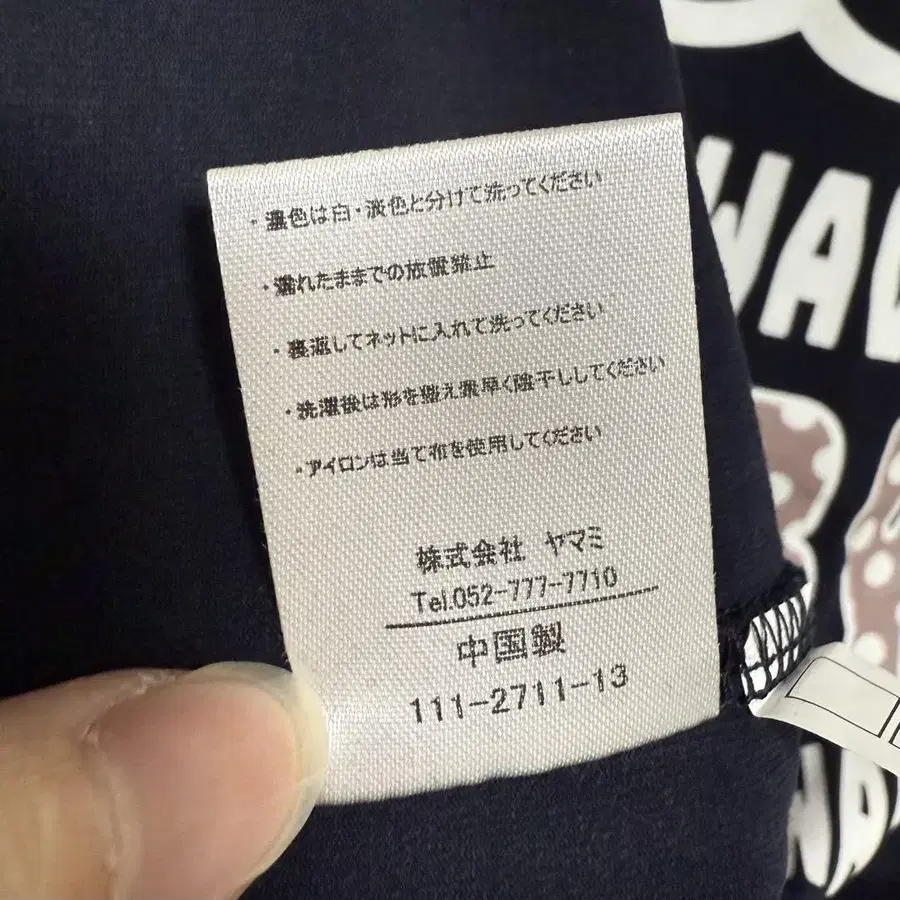 ・濃色は白・淡色と分けて洗ってください
・濡れたままでの放置禁止
・裏返してネットに入れて洗ってください
・洗濯後は形を整え素早く陰干ししてください
・アイロンは当て布を使用してください
株式会社 ヤマミ
Tel.052-777-7710
中国製
111-2711-13